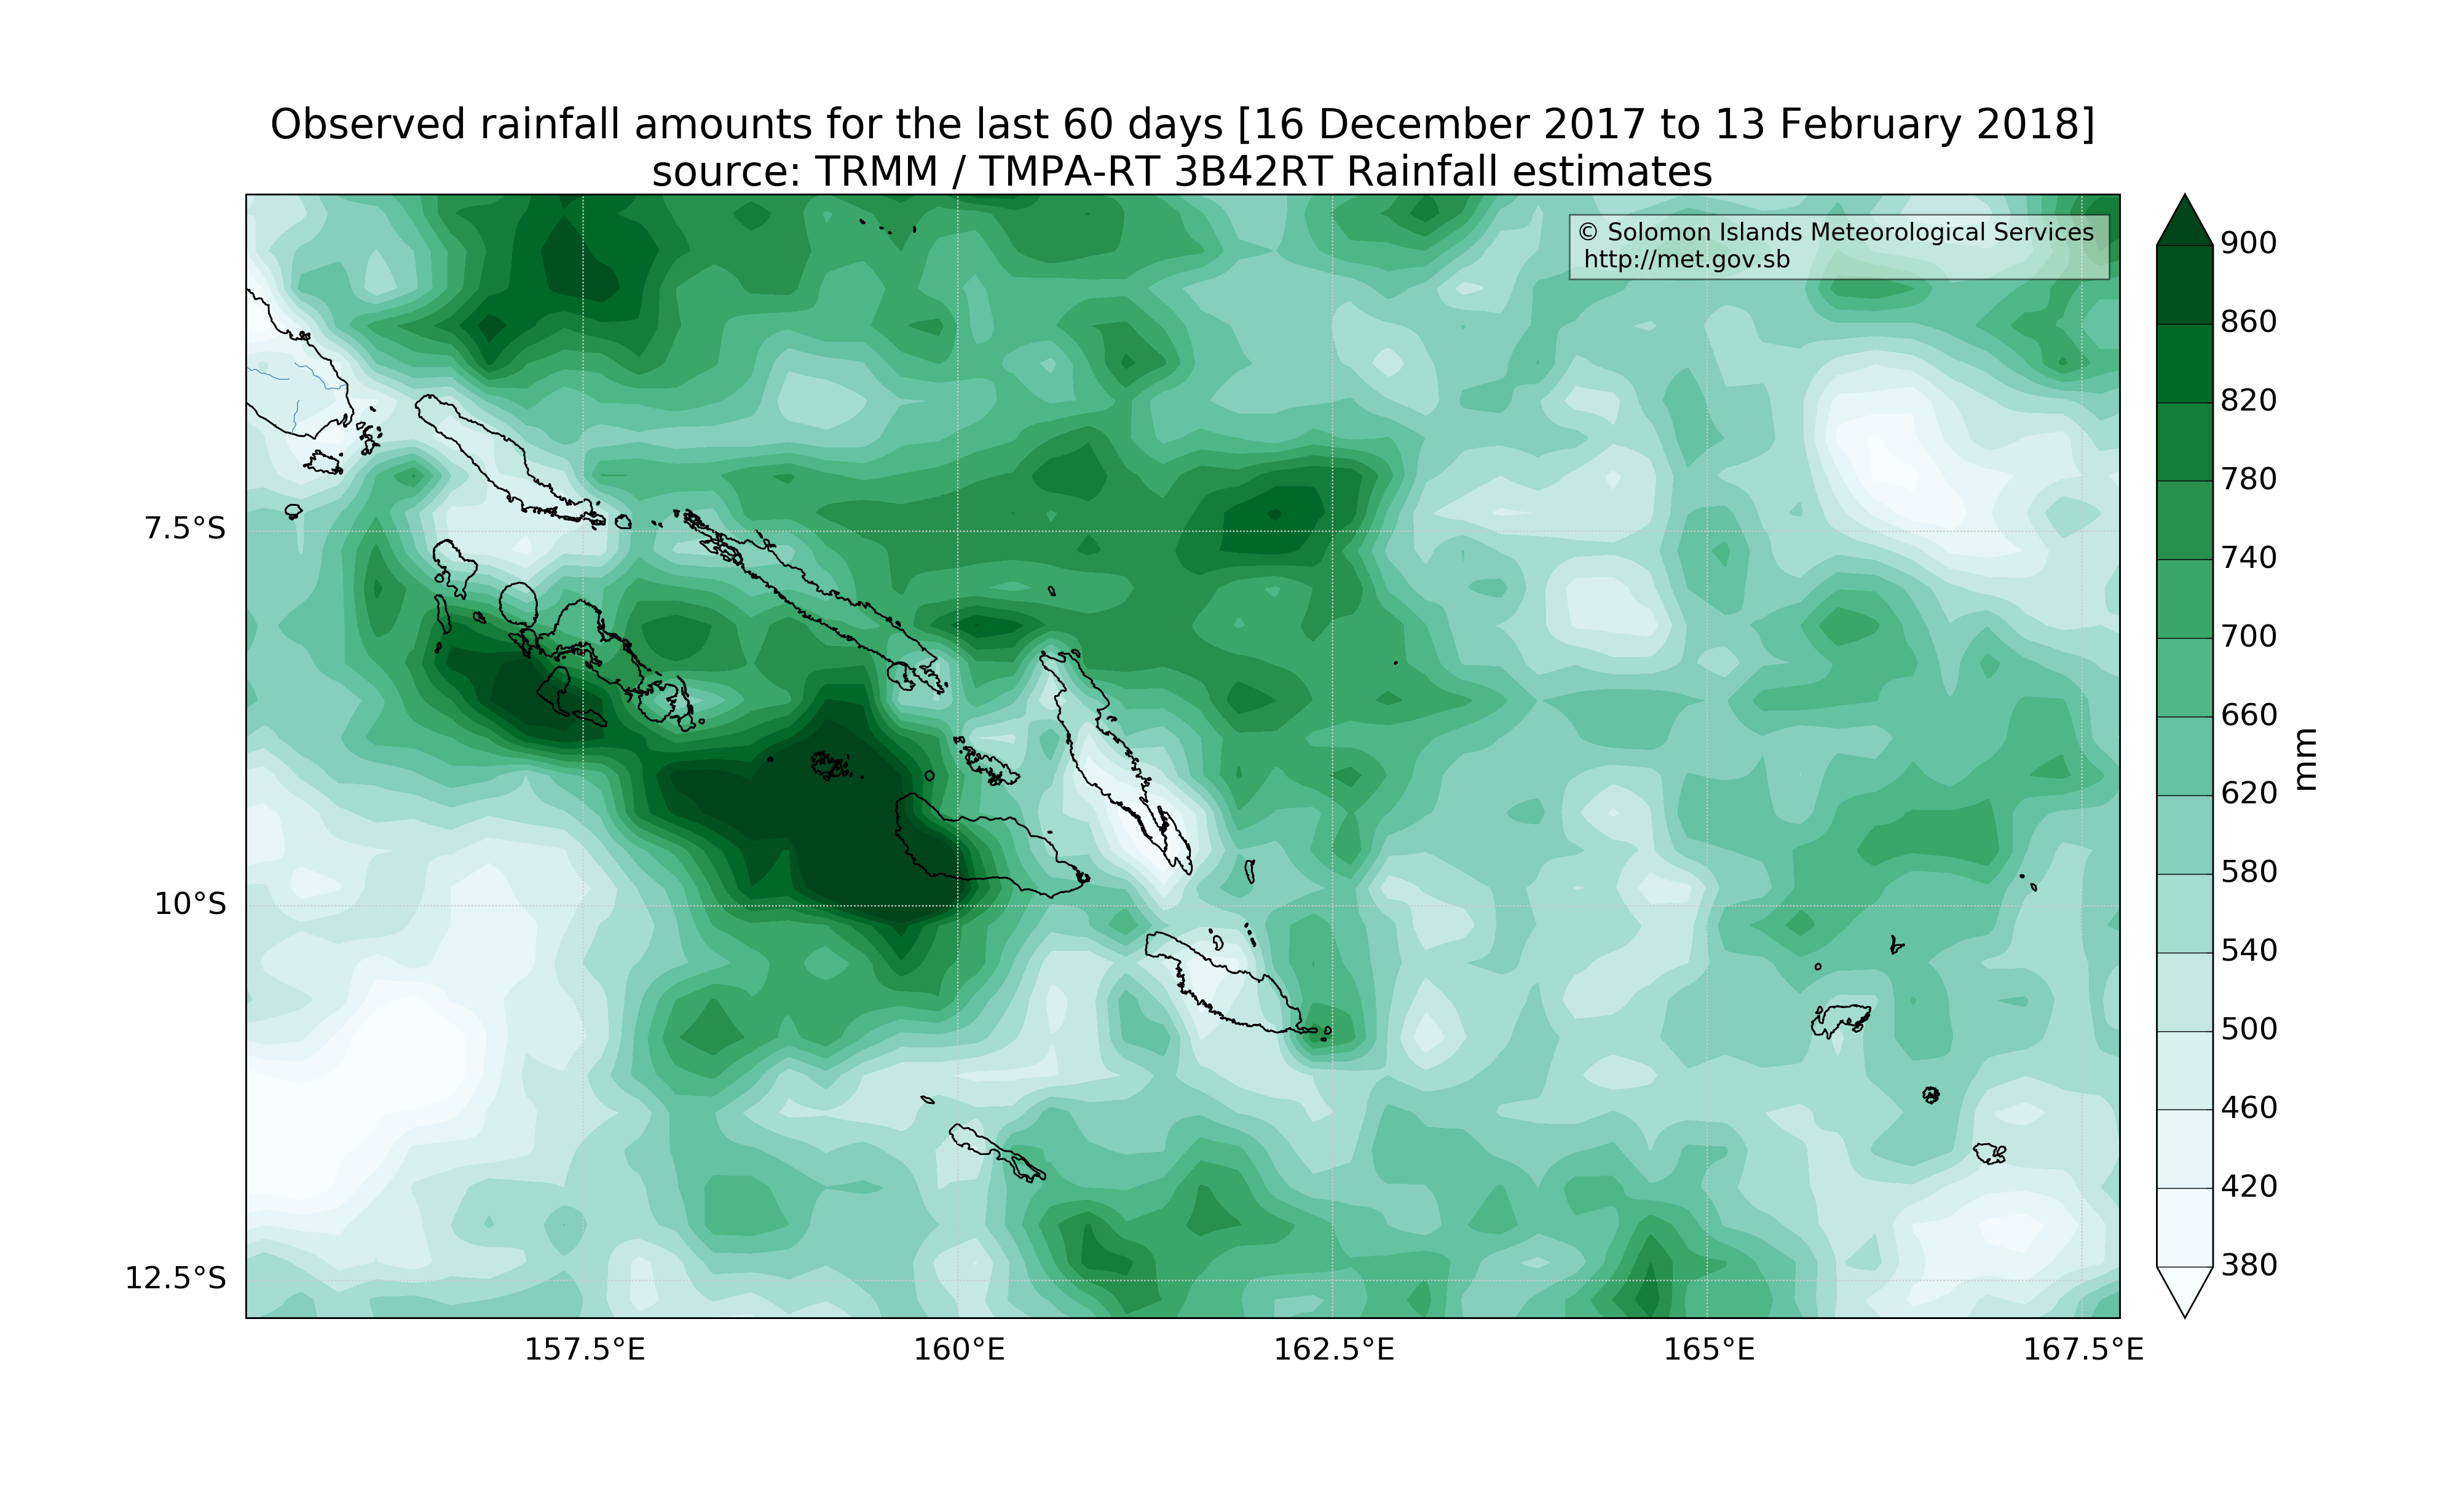 Observed rainfall amounts for the last 60 days [16 December 2017 to 13 February 2018]
source: TRMM / TMPA-RT 3B42RT Rainfall estimates
© Solomon Islands Meteorological Services
http://met.gov.sb
7.5°S
10°S
12.5°S
157.5°E
160°E
162.5°E
165°E
167.5°E
900
860
820
780
740
700
660
620
580
540
500
460
420
380
mm